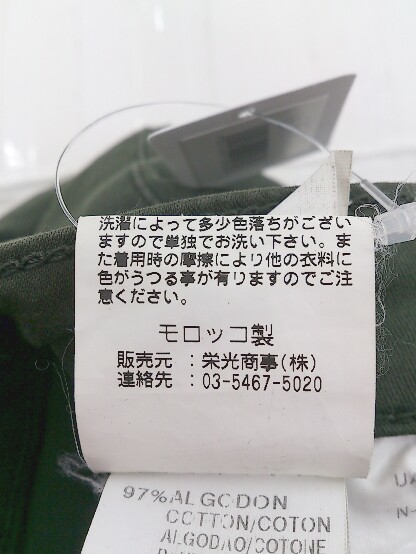 洗濯によって多少色落ちがござい
ますので単独でお洗い下さい。ま
た着用時の摩擦により他の衣料に
色がうつる事が有りますのでご注
意ください。
モロッコ製
販売元 : 栄光商事(株)
連絡先 : 03-5467-5020
97%ALGODON
COTTON/COTON
ALGODAO/COTONE